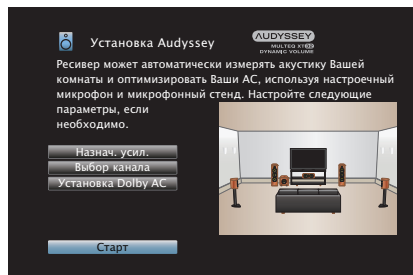 Установка Audyssey
AUDYSSEY
MULTEQ XT32
DYNAMIC VOLUME
Ресивер может автоматически измерять акустику Вашей
комнаты и оптимизировать Ваши АС, используя настроечный
микрофон и микрофонный стенд. Настройте следующие
параметры, если
необходимо.
Назнач. усил.
Выбор канала
Установка Dolby АС
Старт